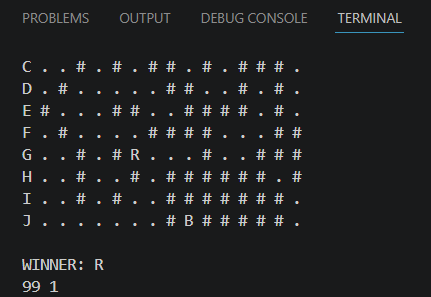 PROBLEMS OUTPUT DEBUG CONSOLE TERMINAL
C . . # . # . # # . # . # # # .
D . # . . . . . # # . . # . # .
E # . . . # # . . # # # # . # .
F . # . . . . # # # # . . . # #
G . . # . # R . . . # . . # # #
H . . # . . # . # # # # # # . #
I . . # . # . . # # # # # # # .
J . . . . . . . # B # # # # # .
WINNER: R
99 1